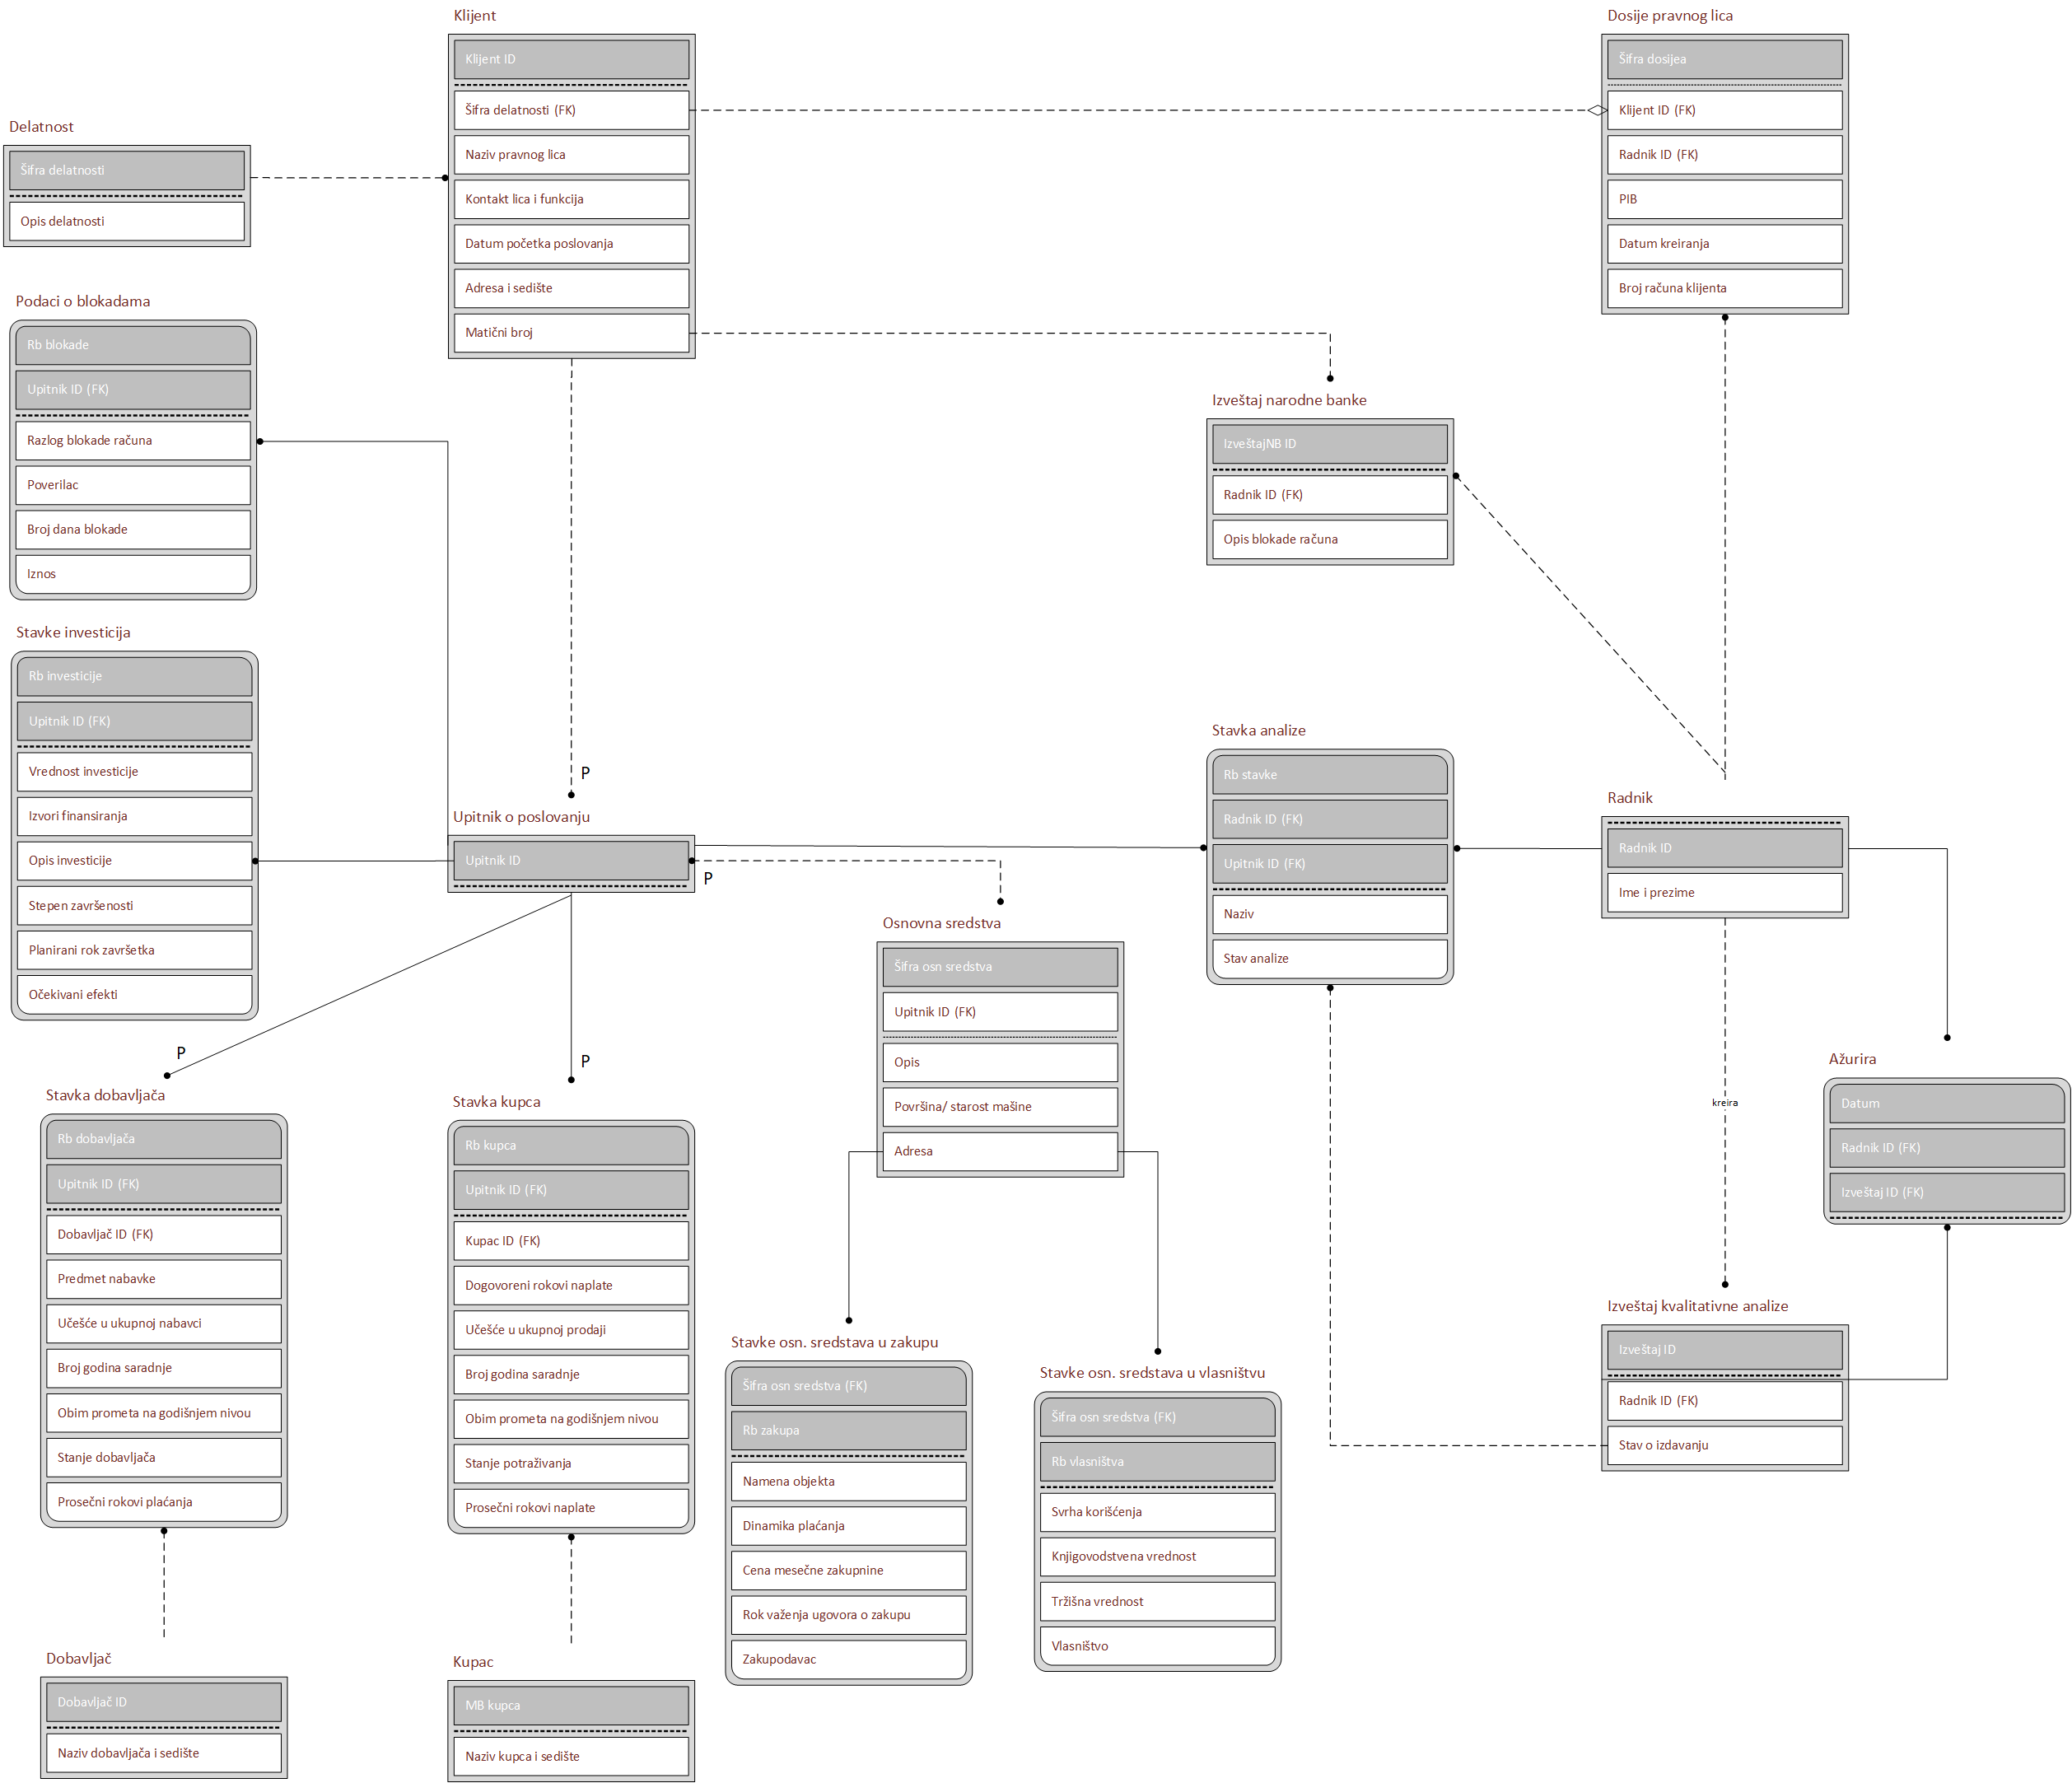 Klijent
Klijent ID
Šifra delatnosti (FK)
Naziv pravnog lica
Kontakt lica i funkcija
Datum početka poslovanja
Adresa i sedište
Matični broj
Dosije pravnog lica
Šifra dosijea
Klijent ID (FK)
Radnik ID (FK)
PIB
Datum kreiranja
Broj računa klijenta
Delatnost
Šifra delatnosti
Opis delatnosti
Podaci o blokadama
Rb blokade
Upitnik ID (FK)
Razlog blokade računa
Poverilac
Broj dana blokade
Iznos
Izveštaj narodne banke
IzveštajNB ID
Radnik ID (FK)
Opis blokade računa
Stavke investicija
Rb investicije
Upitnik ID (FK)
Vrednost investicije
Izvori finansiranja
Opis investicije
Stepen završenosti
Planirani rok završetka
Očekivani efekti
P
Upitnik o poslovanju
Upitnik ID
P
Stavka analize
Rb stavke
Radnik ID (FK)
Upitnik ID (FK)
Naziv
Stav analize
Radnik
Radnik ID
Ime i prezime
Osnovna sredstva
Šifra osn sredstva
Upitnik ID (FK)
Opis
Površina/ starost mašine
Adresa
P
Stavka dobavljača
Rb dobavljača
Upitnik ID (FK)
Dobavljač ID (FK)
Predmet nabavke
Učešće u ukupnoj nabavci
Broj godina saradnje
Obim prometa na godišnjem nivou
Stanje dobavljača
Prosečni rokovi plaćanja
P
Stavka kupca
Rb kupca
Upitnik ID (FK)
Kupac ID (FK)
Dogovoreni rokovi naplate
Učešće u ukupnoj prodaji
Broj godina saradnje
Obim prometa na godišnjem nivou
Stanje potraživanja
Prosečni rokovi naplate
kreira
Ažurira
Datum
Radnik ID (FK)
Izveštaj ID (FK)
Izveštaj kvalitativne analize
Izveštaj ID
Radnik ID (FK)
Stav o izdavanju
Stavke osn. sredstava u zakupu
Šifra osn sredstva (FK)
Rb zakupa
Namena objekta
Dinamika plaćanja
Cena mesečne zakupnine
Rok važenja ugovora o zakupu
Zakupodavac
Stavke osn. sredstava u vlasništvu
Šifra osn sredstva (FK)
Rb vlasništva
Svrha korišćenja
Knjigovodstvena vrednost
Tržišna vrednost
Vlasništvo
Dobavljač
Dobavljač ID
Naziv dobavljača i sedište
Kupac
MB kupca
Naziv kupca i sedište